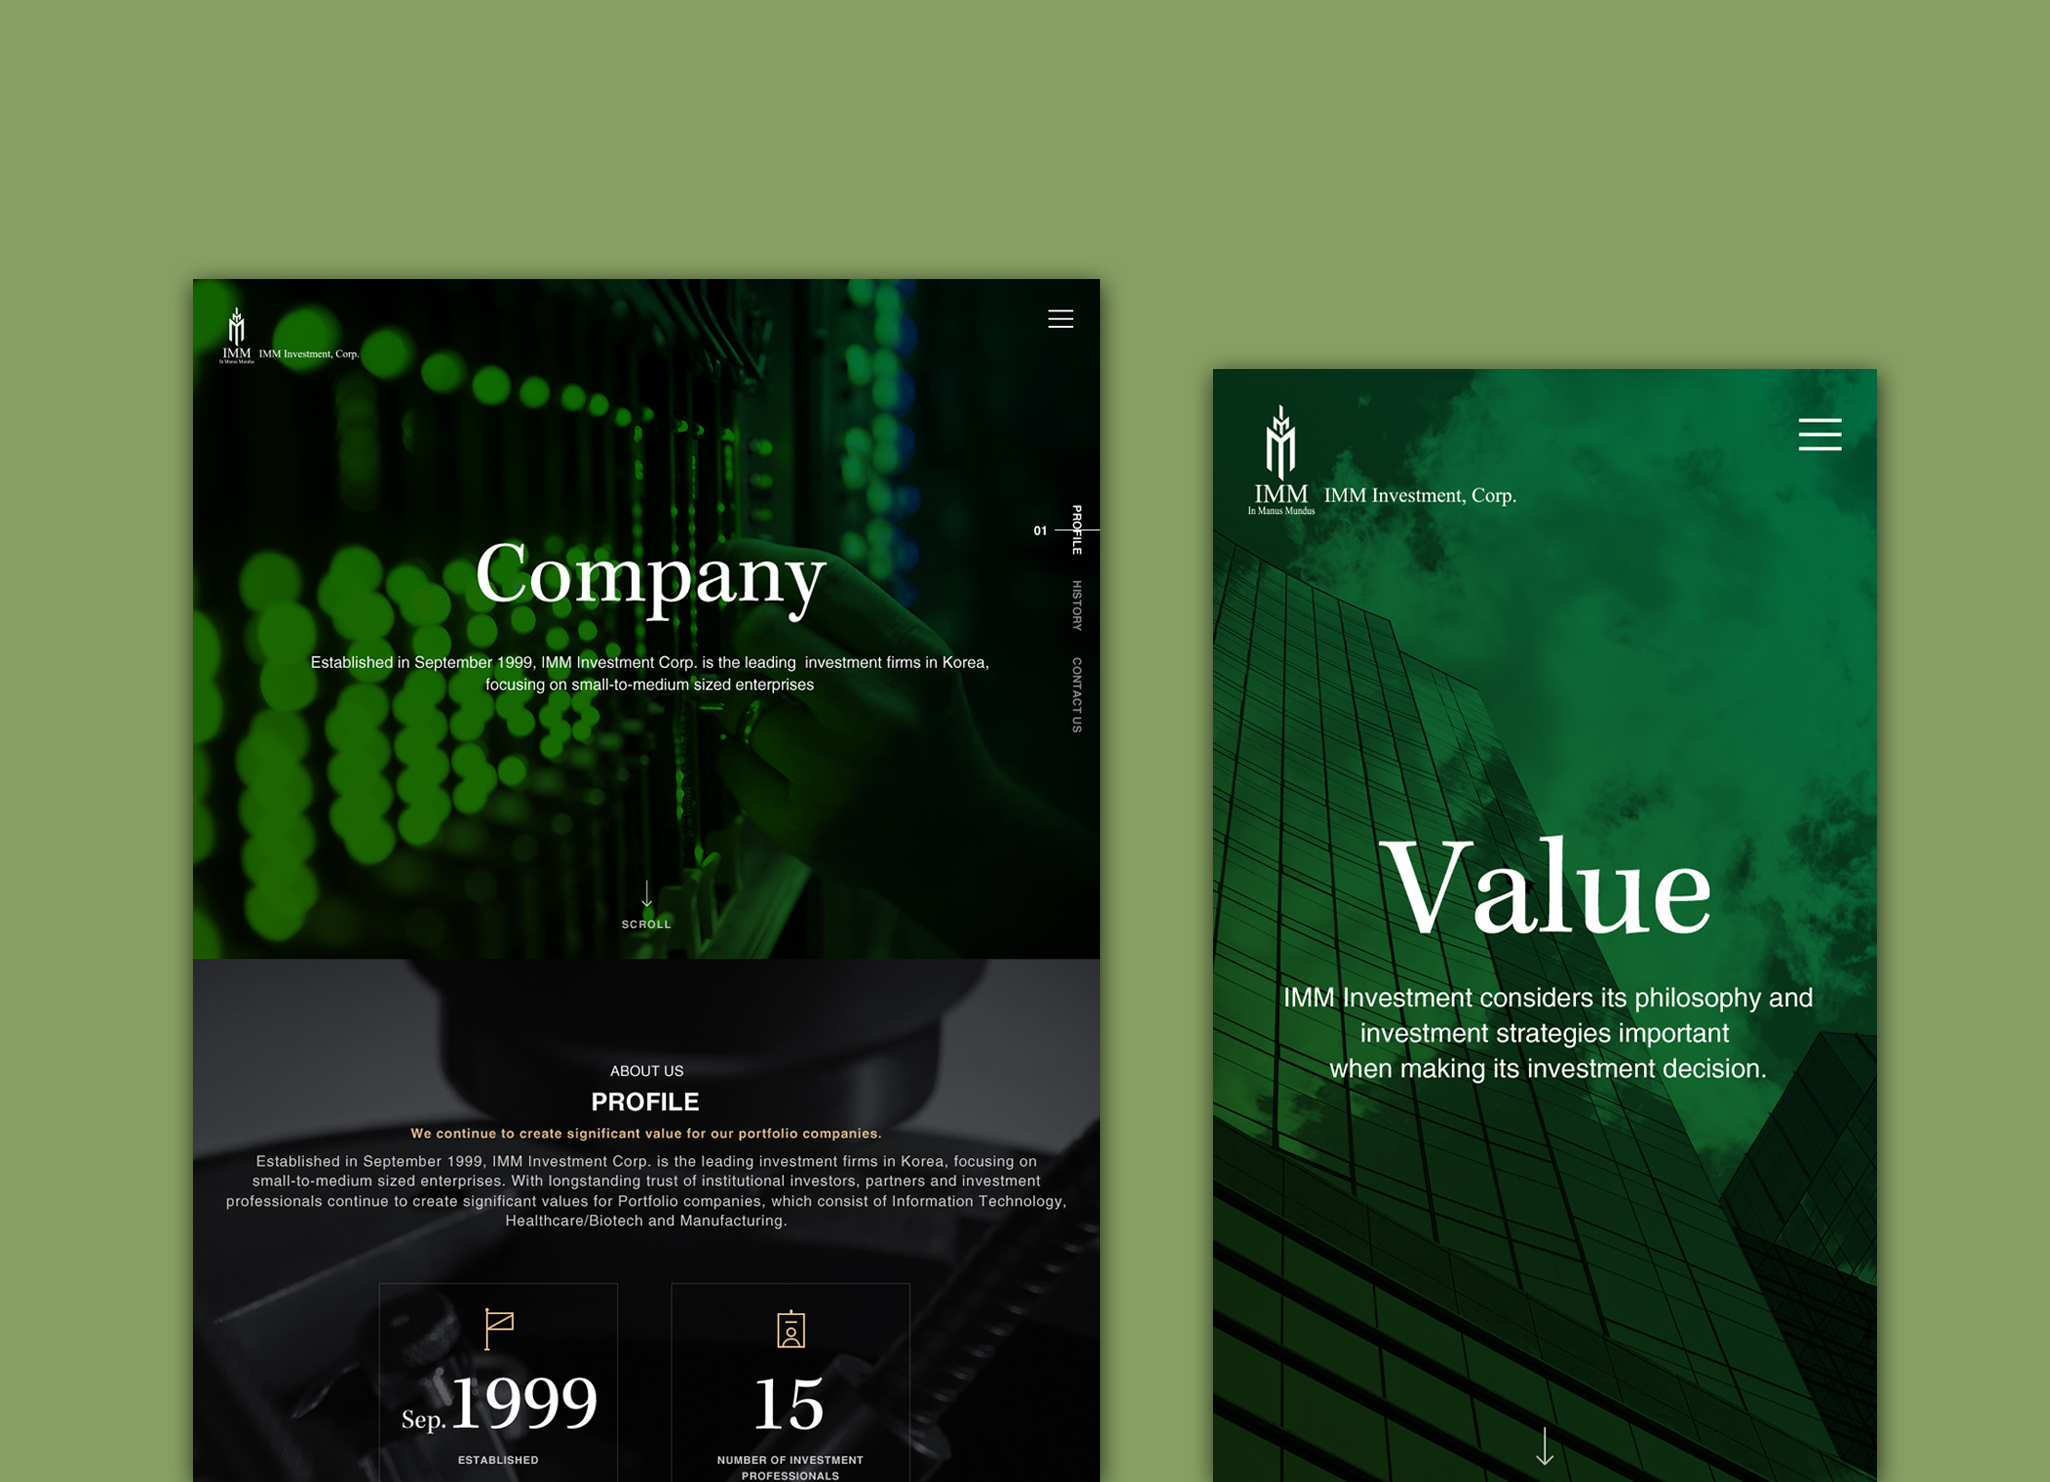 IMM
In Manus Mundus
IMM Investment, Corp.
Company
Established in September 1999, IMM Investment Corp. is the leading  investment firms in Korea,
focusing on small-to-medium sized enterprises
01
PROFILE
HISTORY
CONTACT US
SCROLL
ABOUT US
PROFILE
We continue to create significant value for our portfolio companies.
Established in September 1999, IMM Investment Corp. is the leading investment firms in Korea, focusing on
small-to-medium sized enterprises. With longstanding trust of institutional investors, partners and investment
professionals continue to create significant values for Portfolio companies, which consist of Information Technology,
Healthcare/Biotech and Manufacturing.
Sep. 1999
ESTABLISHED
15
NUMBER OF INVESTMENT
PROFESSIONALS
IMM
In Manus Mundus
IMM Investment, Corp.
Value
IMM Investment considers its philosophy and
investment strategies important
when making its investment decision.